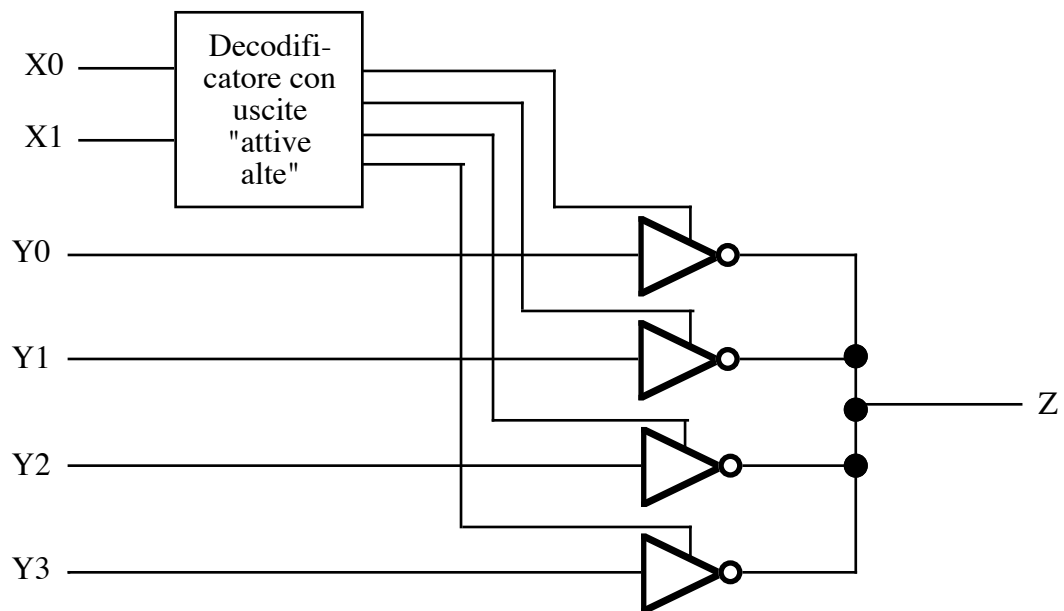 X0
X1
Decodifi-
catore con
uscite
"attive
alte"
Y0
Y1
Y2
Y3
Z